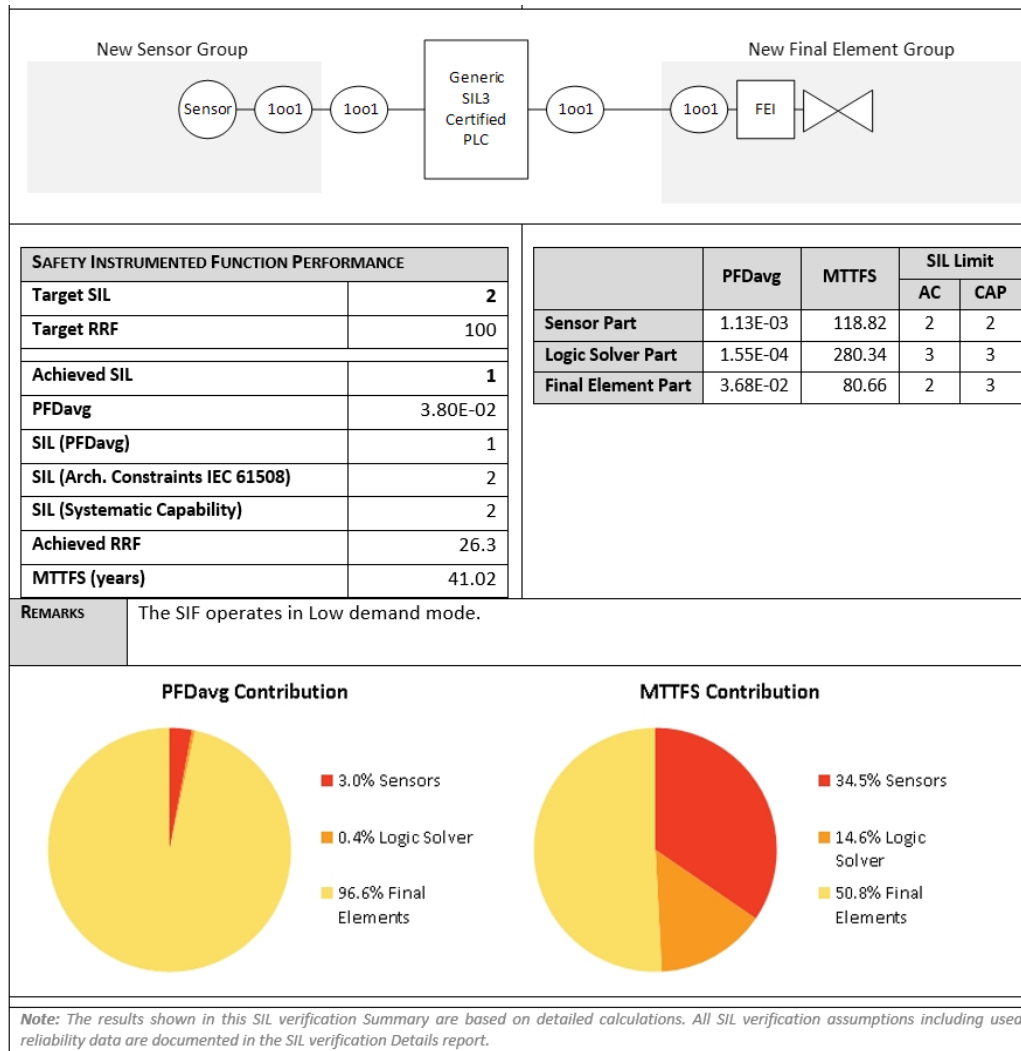 New Sensor Group
New Final Element Group
Sensor
1oo1
1oo1
Generic
SIL3
Certified
PLC
1oo1
1oo1
FEI
SAFETY INSTRUMENTED FUNCTION PERFORMANCE
Target SIL 2
Target RRF 100
Achieved SIL 1
PFDavg 3.80E-02
SIL (PFDavg) 1
SIL (Arch. Constraints IEC 61508) 2
SIL (Systematic Capability) 2
Achieved RRF 26.3
MTTFS (years) 41.02
PFDavg MTTFS SIL Limit
AC CAP
Sensor Part 1.13E-03 118.82 2 2
Logic Solver Part 1.55E-04 280.34 3 3
Final Element Part 3.68E-02 80.66 2 3
REMARKS The SIF operates in Low demand mode.
PFDavg Contribution
3.0% Sensors
0.4% Logic Solver
96.6% Final
Elements
MTTFS Contribution
34.5% Sensors
14.6% Logic
Solver
50.8% Final
Elements
Note: The results shown in this SIL verification Summary are based on detailed calculations. All SIL verification assumptions including used
reliability data are documented in the SIL verification Details report.